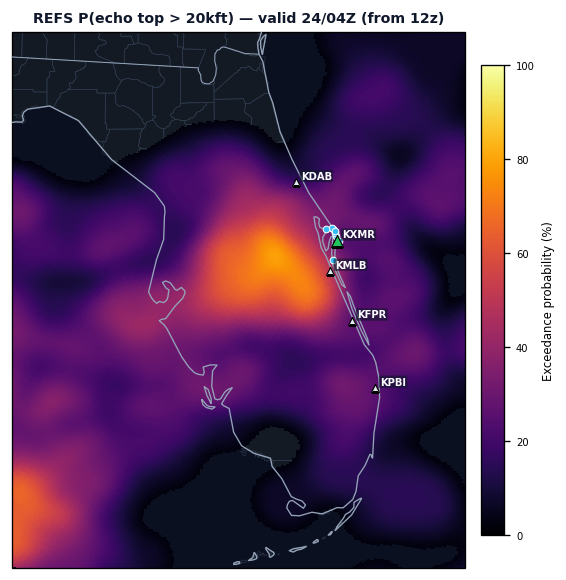 REFS P(echo top > 20kft) — valid 24/04Z (from 12z)
KDAB
KXMR
KMLB
KFPR
KPBI
100
80
60
40
20
0
Exceedance probability (%)